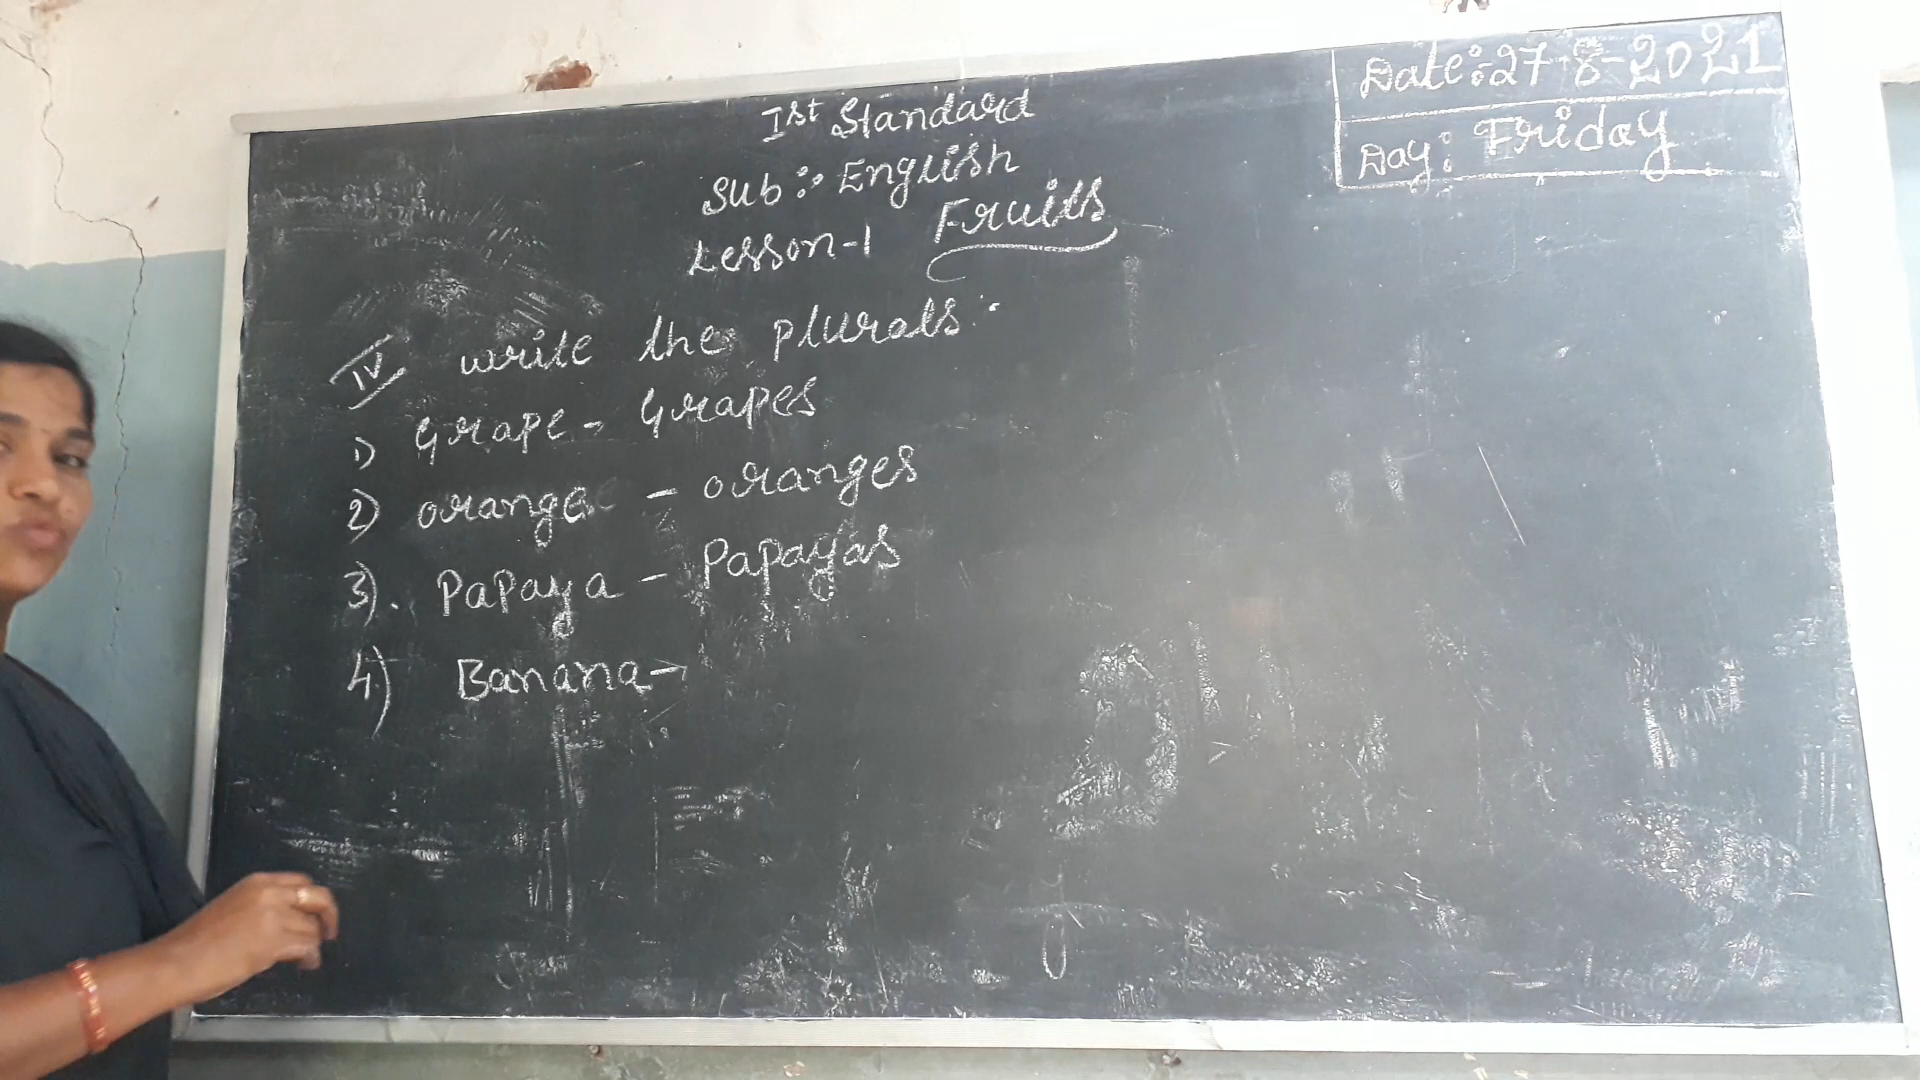 Date:-27-8-2021
Day: Friday
Ist Standard
Sub: English
Lesson-1 Fruits
IV write the plurals:-
1) Grape - Grapes
2) orange - oranges
3). Papaya - Papayas
4) Banana -